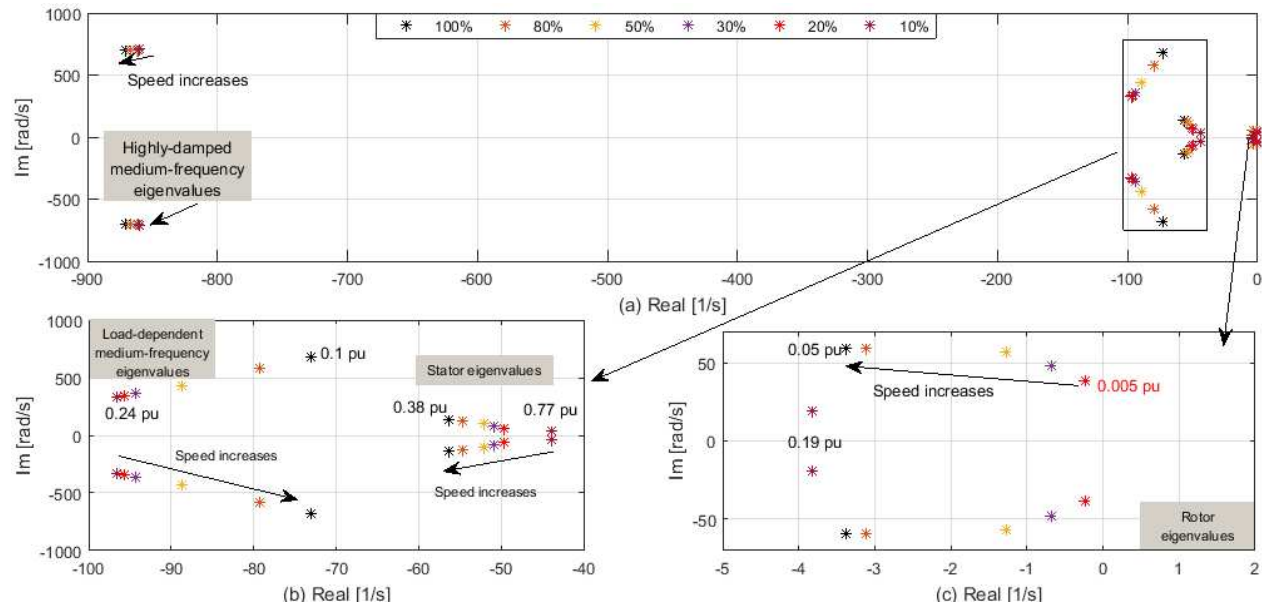 100% 80% 50% 30% 20% 10%
1000
500
0
-500
-1000
Im [rad/s]
Speed increases
Highly-damped
medium-frequency
eigenvalues
-900 -800 -700 -600 -500 -400 -300 -200 -100 0
(a) Real [1/s]
1000
500
0
-500
-1000
Im [rad/s]
Load-dependent
medium-frequency
eigenvalues
0.1 pu
0.24 pu
Speed increases
Stator eigenvalues
0.38 pu
0.77 pu
Speed increases
-100 -90 -80 -70 -60 -50 -40
(b) Real [1/s]
50
0
-50
Im [rad/s]
0.05 pu
Speed increases
0.005 pu
0.19 pu
Rotor
eigenvalues
-5 -4 -3 -2 -1 0 1 2
(c) Real [1/s]